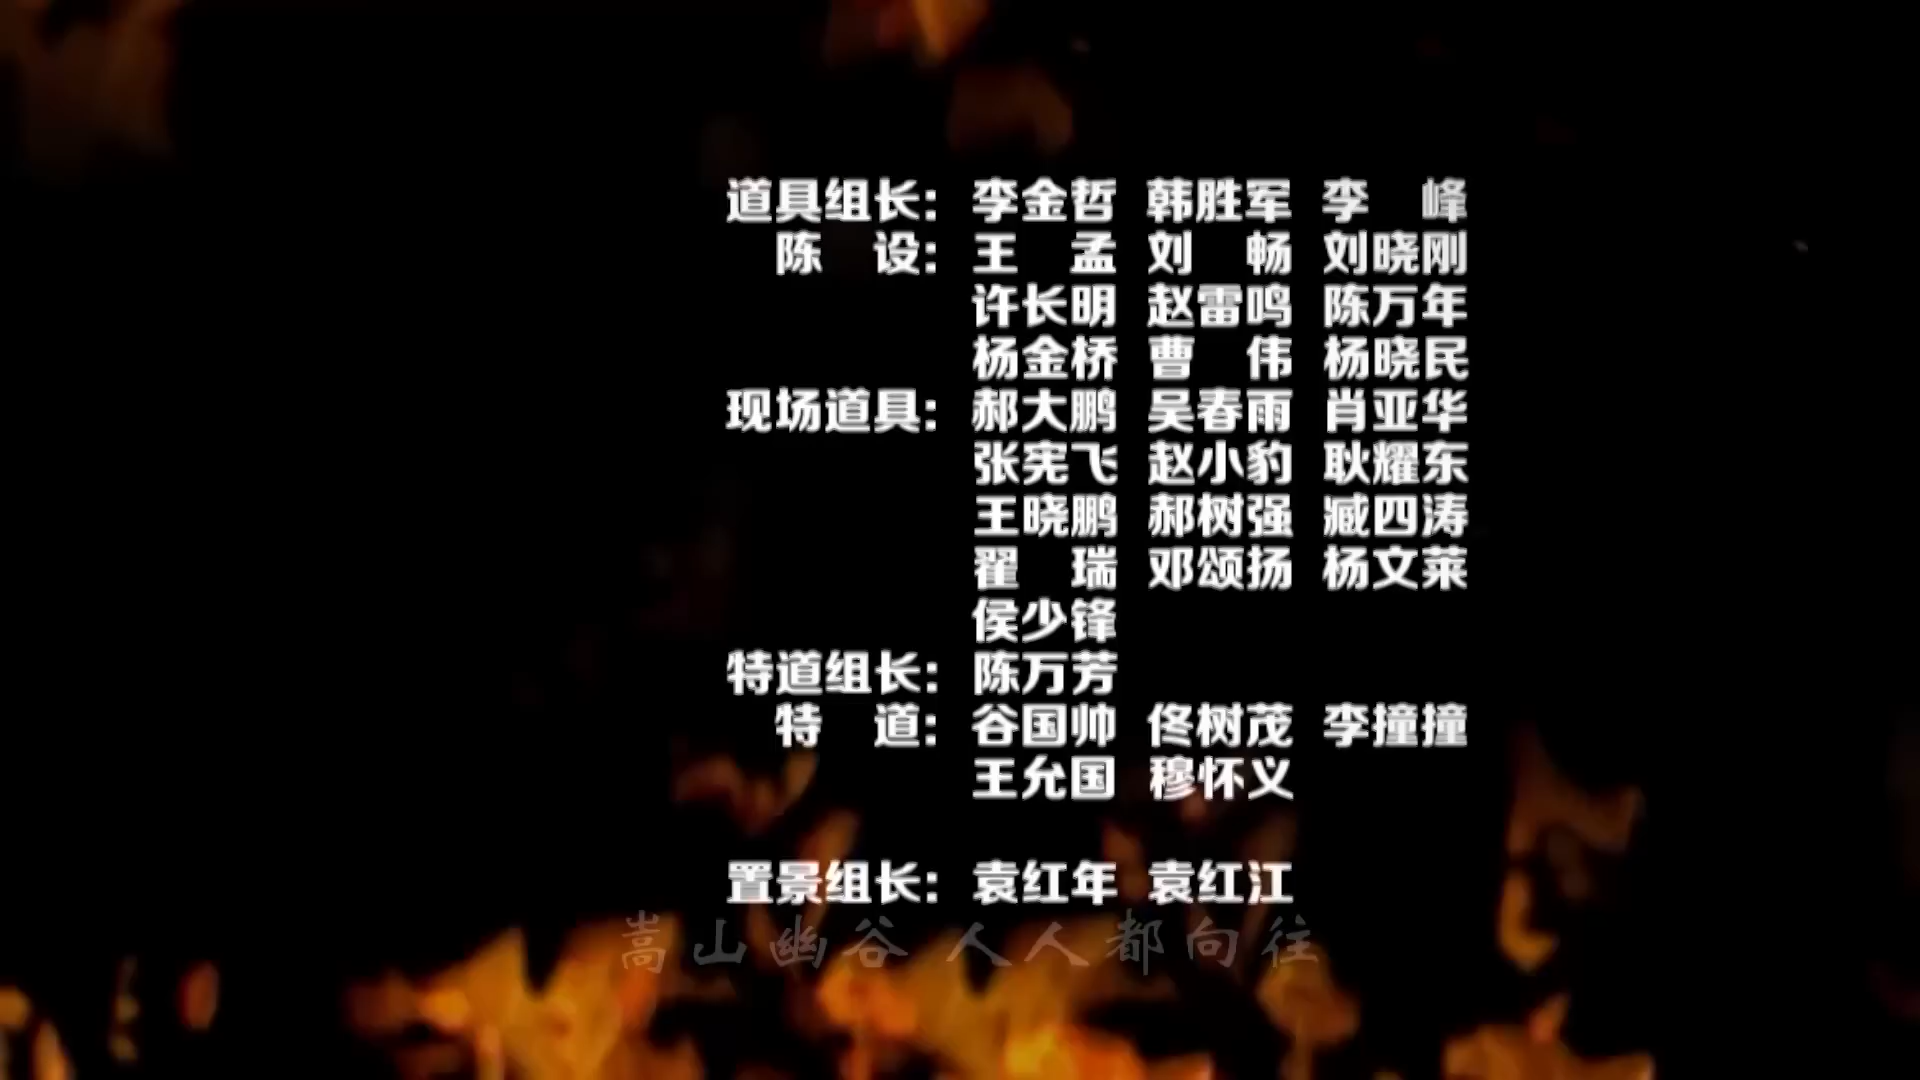 道具组长：李金哲 韩胜军 李　峰
陈　设：王　孟 刘　畅 刘晓刚
许长明 赵雷鸣 陈万年
杨金桥 曹　伟 杨晓民
现场道具：郝大鹏 吴春雨 肖亚华
张宪飞 赵小豹 耿耀东
王晓鹏 郝树强 臧四涛
翟　瑞 邓颂扬 杨文莱
侯少锋
特道组长：陈万芳
特　道：谷国帅 佟树茂 李撞撞
王允国 穆怀义
置景组长：袁红年 袁红江
嵩山幽谷 人人都向往